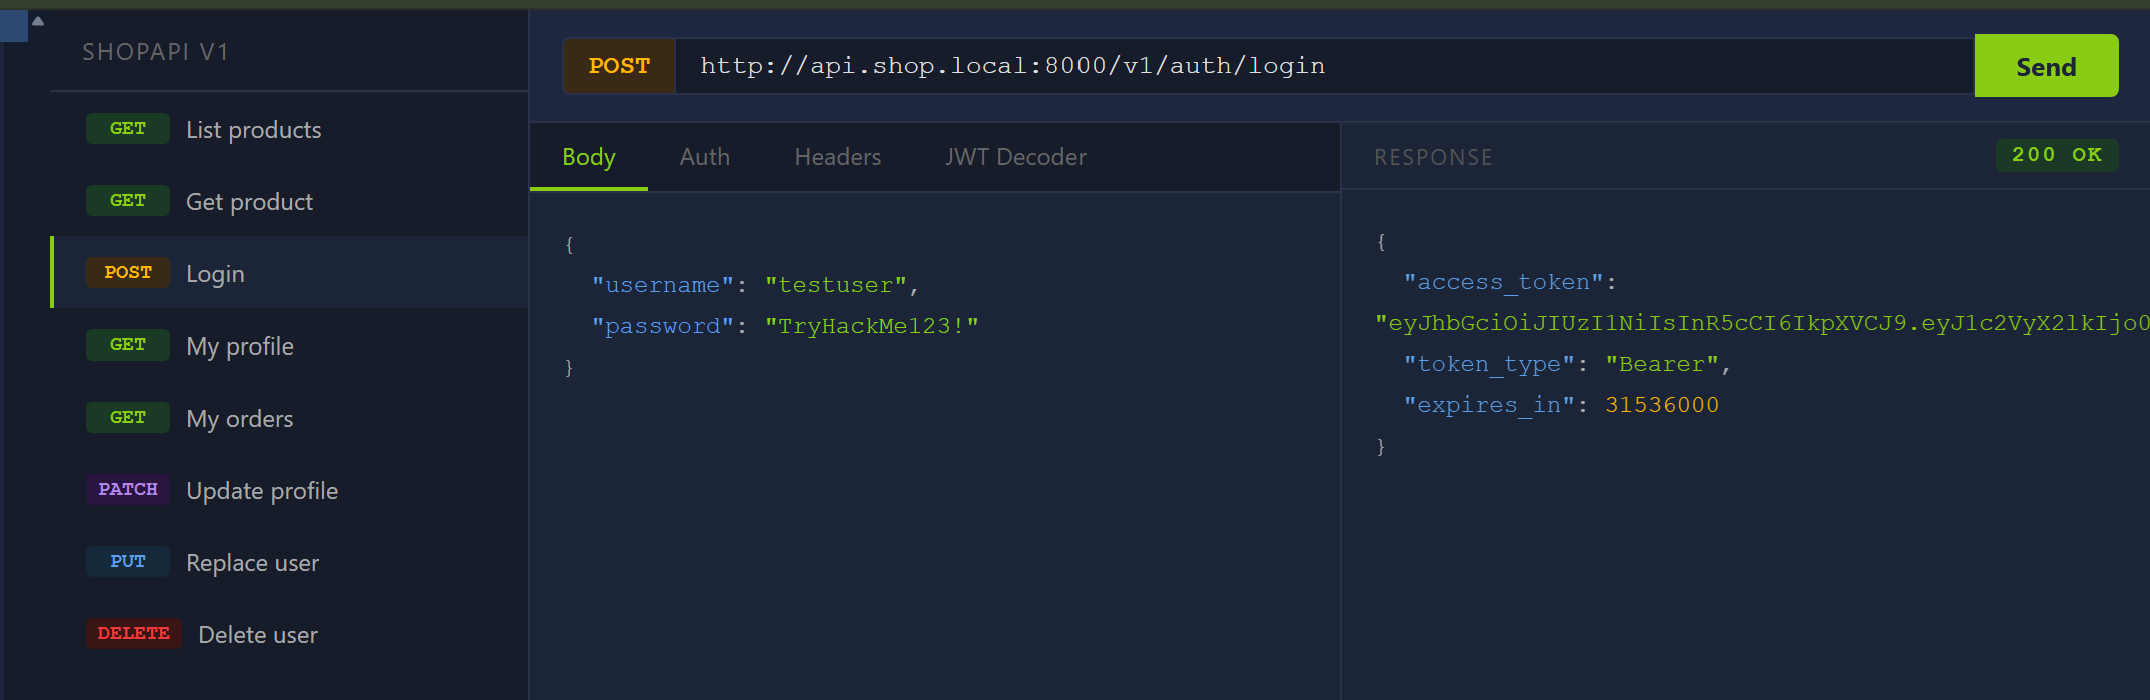 SHOPAPI V1
GET List products
GET Get product
POST Login
GET My profile
GET My orders
PATCH Update profile
PUT Replace user
DELETE Delete user
POST http://api.shop.local:8000/v1/auth/login Send
Body Auth Headers JWT Decoder
{
"username": "testuser",
"password": "TryHackMe123!"
}
RESPONSE 200 OK
{
"access_token":
"eyJhbGciOiJIUzI1NiIsInR5cCI6IkpXVCJ9.eyJ1c2VyX2lkIjo0
"token_type": "Bearer",
"expires_in": 31536000
}